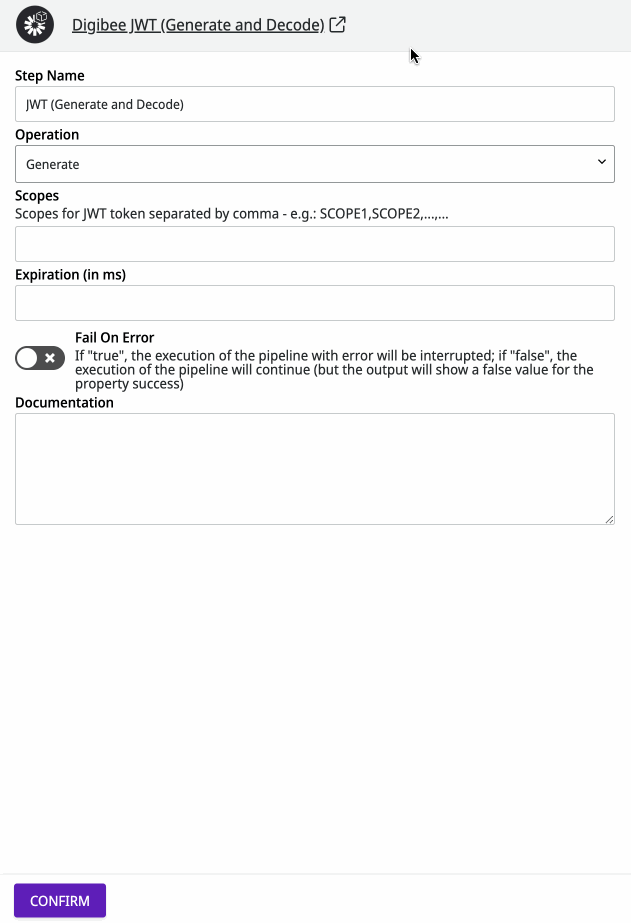 Digibee JWT (Generate and Decode)
Step Name
JWT (Generate and Decode)
Operation
Generate
Scopes
Scopes for JWT token separated by comma - e.g.: SCOPE1,SCOPE2,...,...
Expiration (in ms)
Fail On Error
If "true", the execution of the pipeline with error will be interrupted; if "false", the
execution of the pipeline will continue (but the output will show a false value for the
property success)
Documentation
CONFIRM